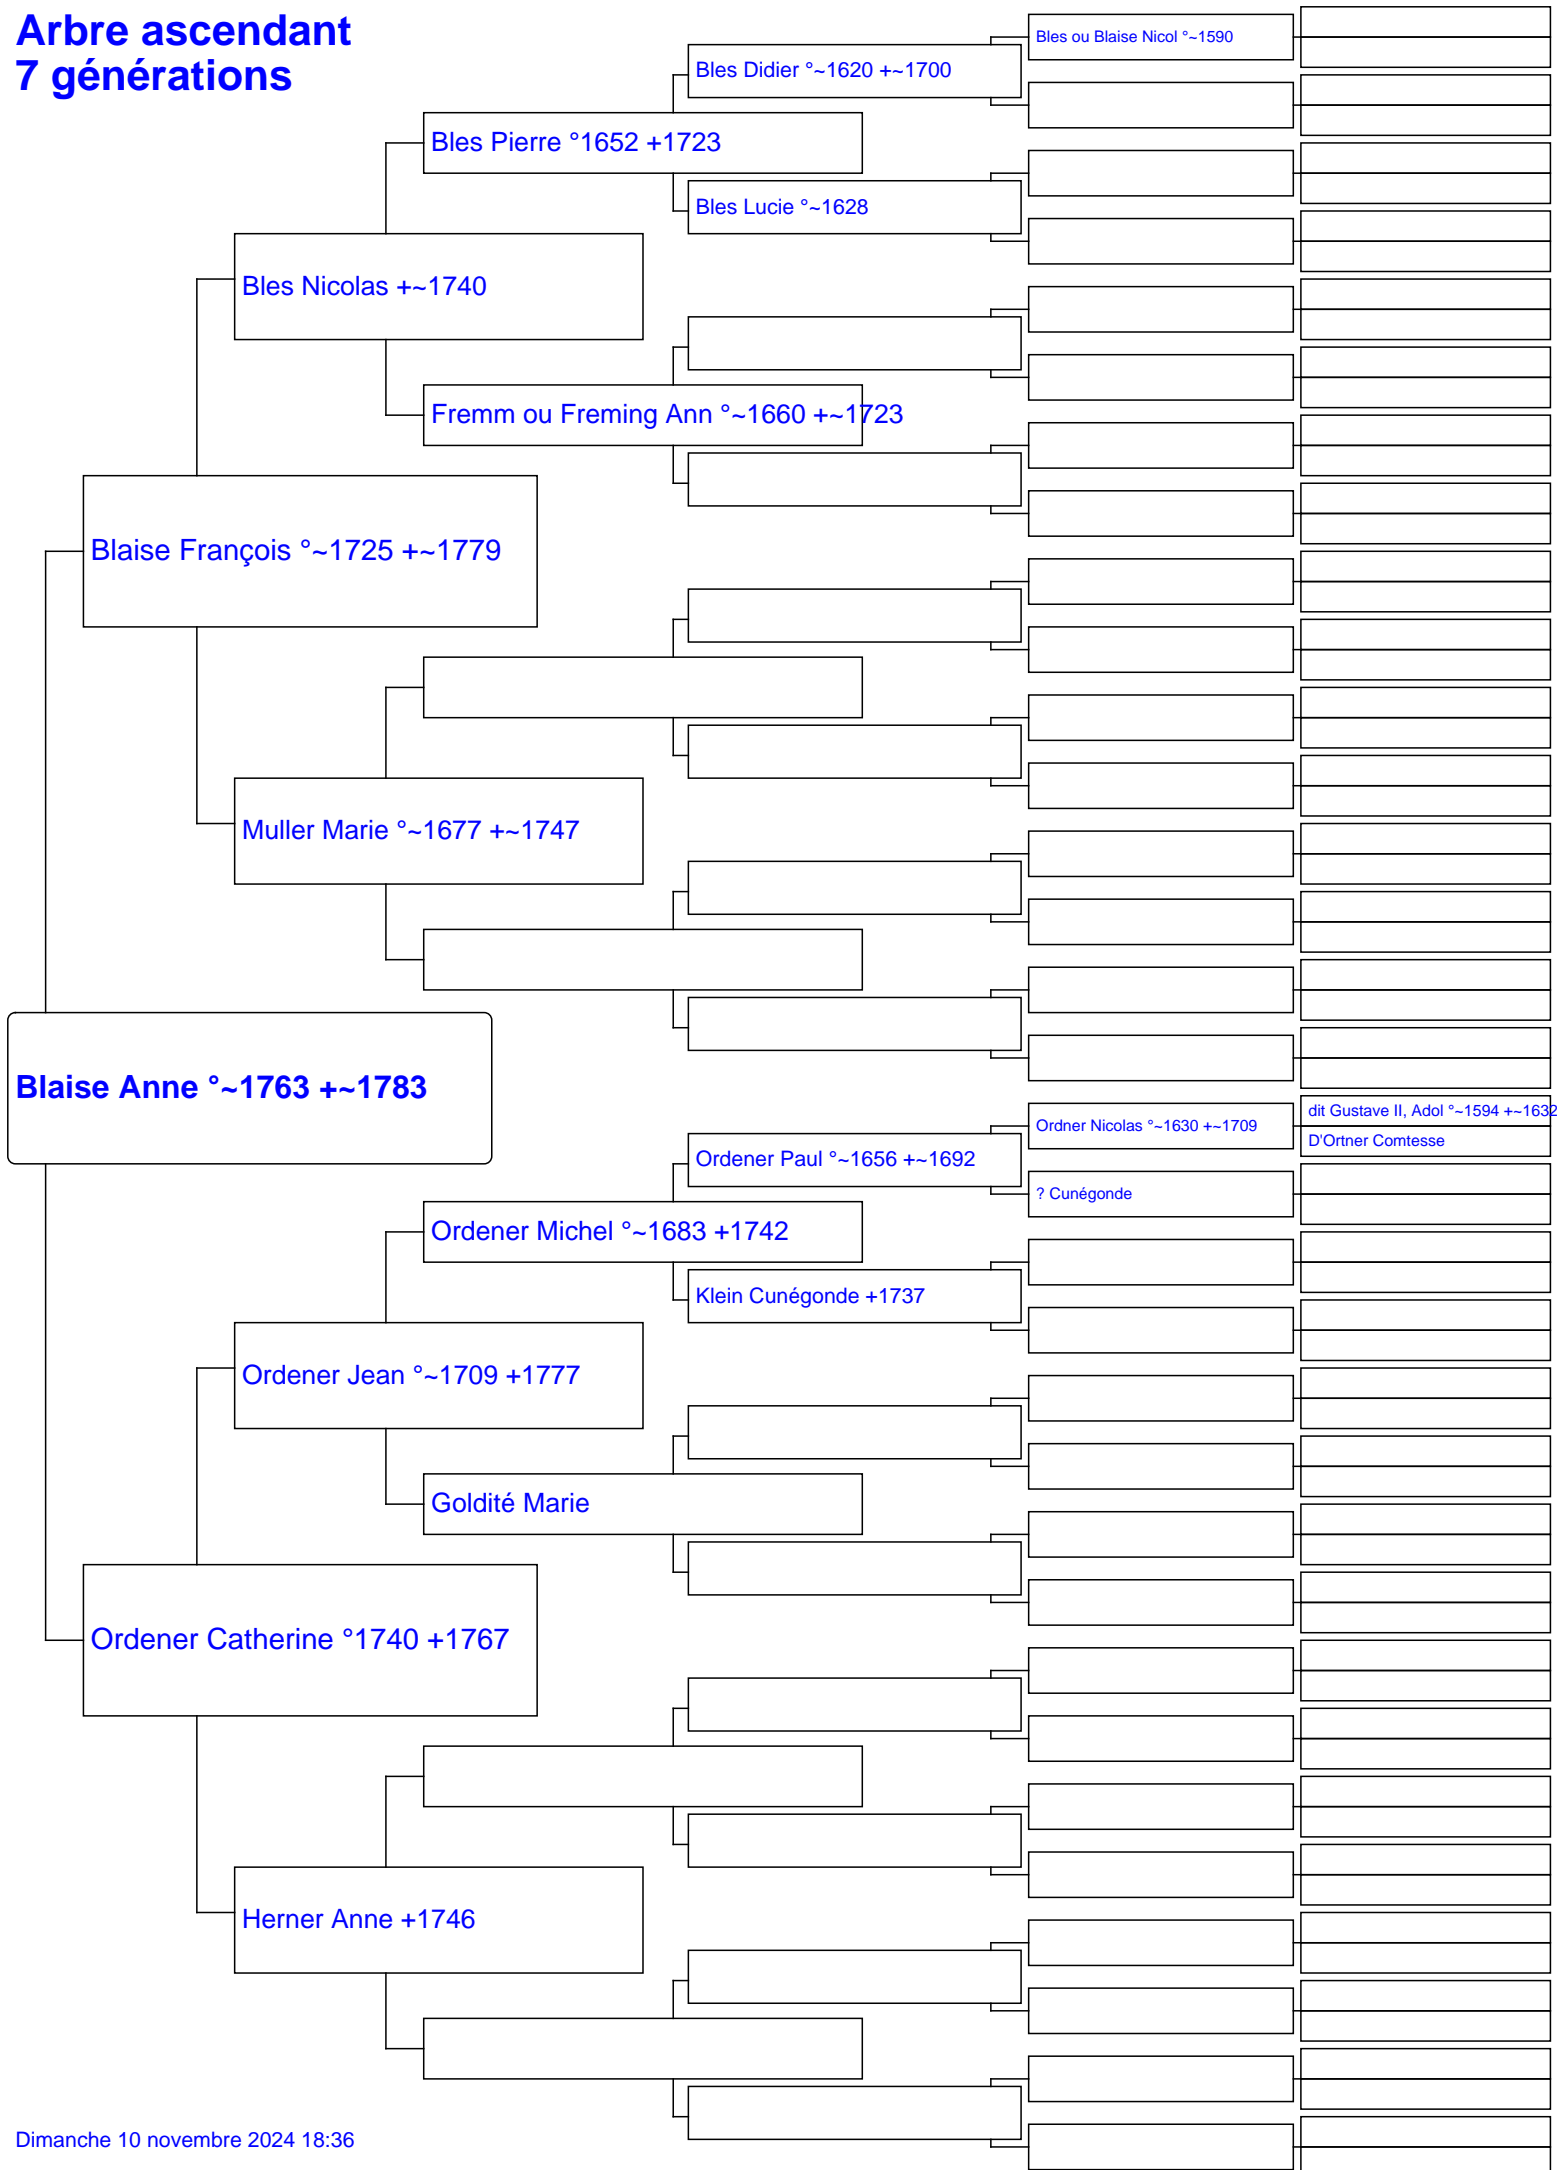 Arbre ascendant
7 générations
Bles ou Blaise Nicol °~1590
Bles Didier °~1620 +~1700
Bles Pierre °1652 +1723
Bles Lucie °~1628
Bles Nicolas +~1740
Fremm ou Freming Ann °~1660 +~1723
Blaise François °~1725 +~1779
Muller Marie °~1677 +~1747
Blaise Anne °~1763 +~1783
dit Gustave II, Adol °~1594 +~1632
Ordner Nicolas °~1630 +~1709
D'Ortner Comtesse
Ordener Paul °~1656 +~1692
? Cunégonde
Ordener Michel °~1683 +1742
Klein Cunégonde +1737
Ordener Jean °~1709 +1777
Goldité Marie
Ordener Catherine °1740 +1767
Herner Anne +1746
Dimanche 10 novembre 2024 18:36